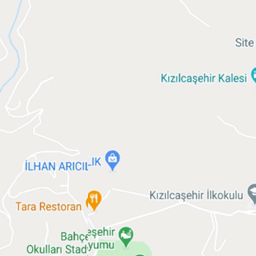 Site
Kızılcaşehir Kalesi
İLHAN ARICILIK
Kızılcaşehir İlkokulu
Tara Restoran
Bahçeşehir
Okulları Stadyumu